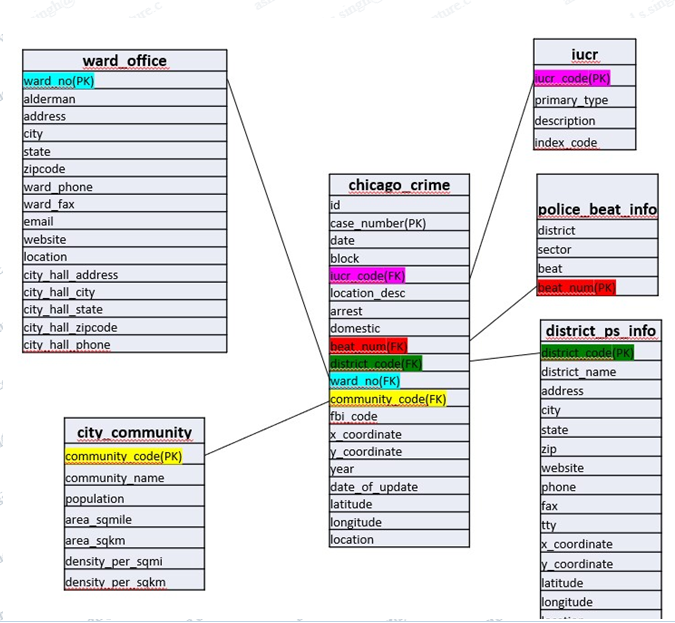 ward_office
ward_no(PK)
alderman
address
city
state
zipcode
ward_phone
ward_fax
email
website
location
city_hall_address
city_hall_city
city_hall_state
city_hall_zipcode
city_hall_phone
city_community
community_code(PK)
community_name
population
area_sqmile
area_sqkm
density_per_sqmi
density_per_sqkm
chicago_crime
id
case_number(PK)
date
block
iucr_code(FK)
location_desc
arrest
domestic
beat_num(FK)
district_code(FK)
ward_no(FK)
community_code(FK)
fbi_code
x_coordinate
y_coordinate
year
date_of_update
latitude
longitude
location
iucr
iucr_code(PK)
primary_type
description
index_code
police_beat_info
district
sector
beat
beat_num(PK)
district_ps_info
district_code(PK)
district_name
address
city
state
zip
website
phone
fax
tty
x_coordinate
y_coordinate
latitude
longitude